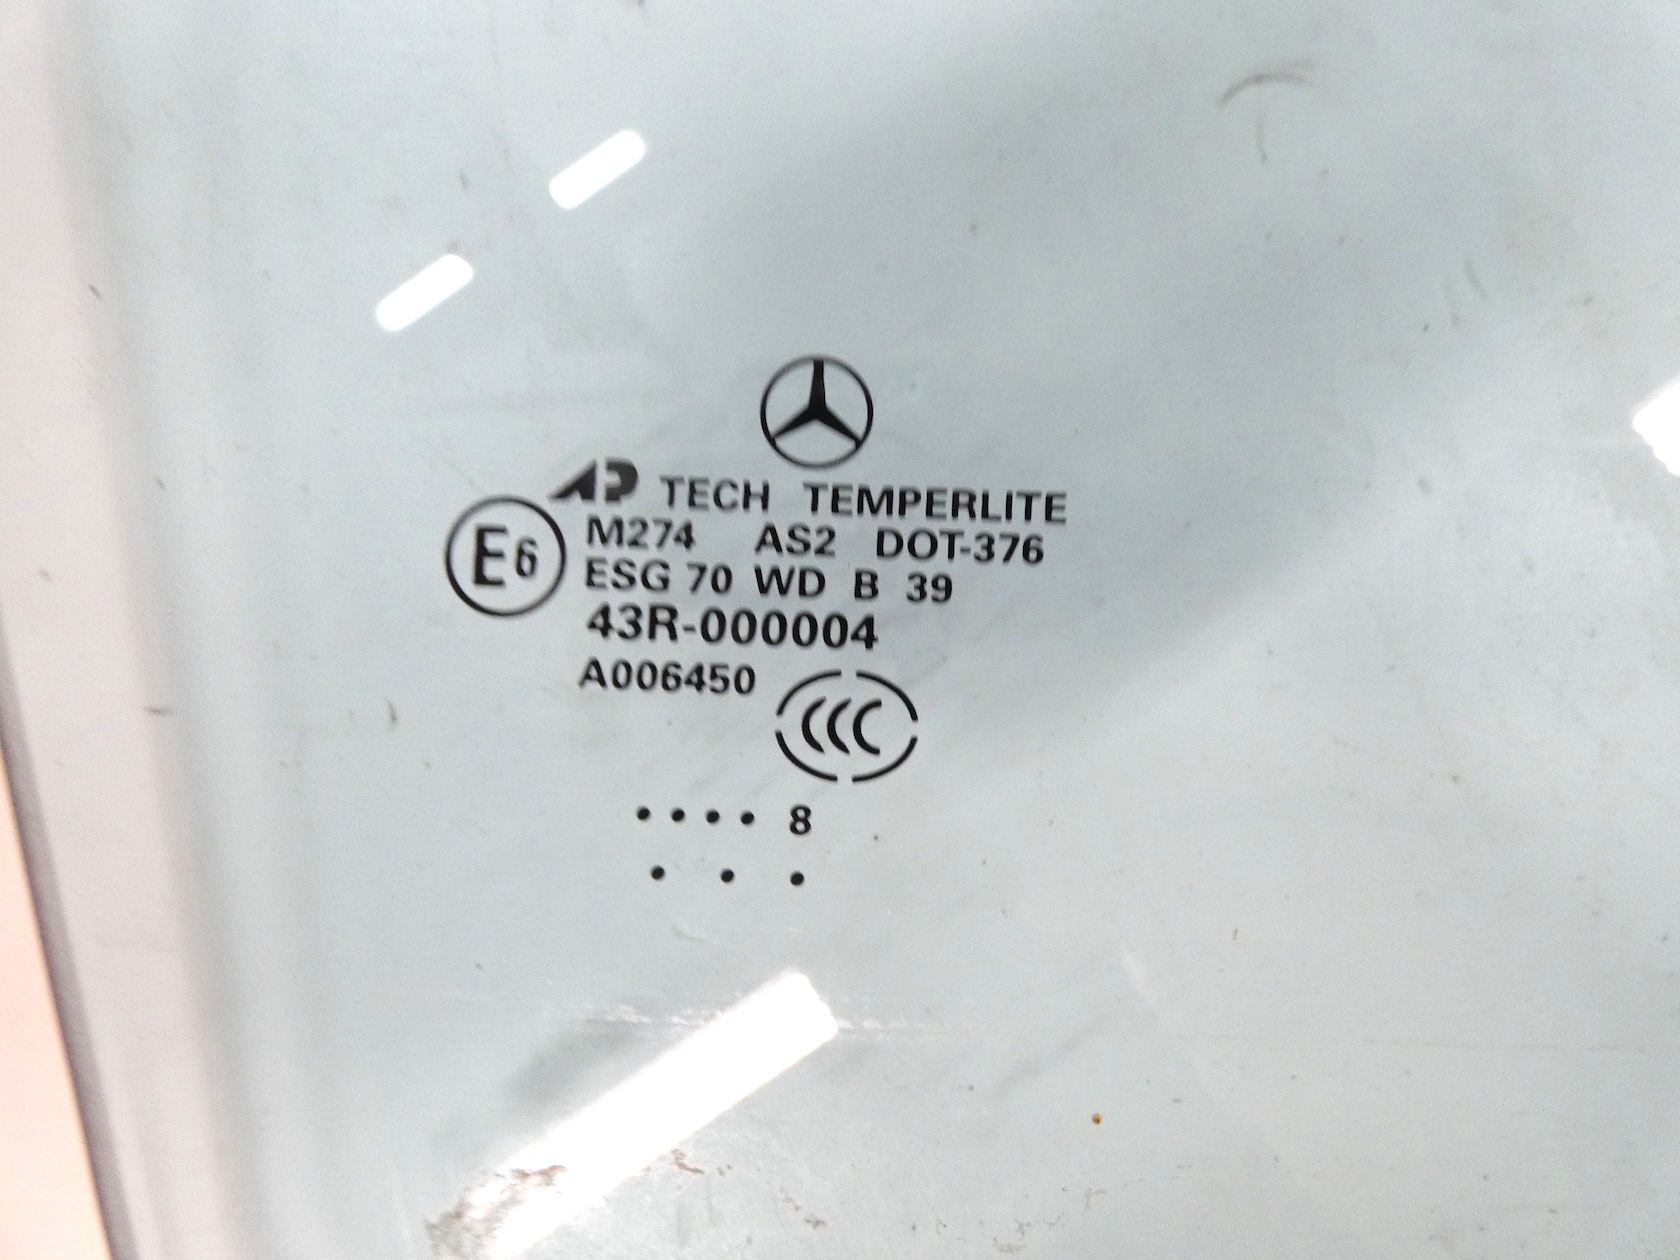 AP TECH TEMPERLITE
E6
M274 AS2 DOT-376
ESG 70 WD B 39
43R-000004
A006450
CCC
. . . . 8
. . .